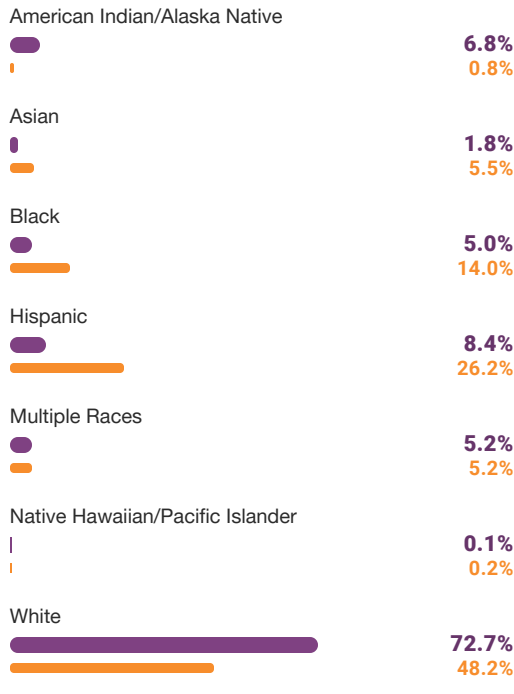 American Indian/Alaska Native
6.8%
0.8%
Asian
1.8%
5.5%
Black
5.0%
14.0%
Hispanic
8.4%
26.2%
Multiple Races
5.2%
5.2%
Native Hawaiian/Pacific Islander
0.1%
0.2%
White
72.7%
48.2%